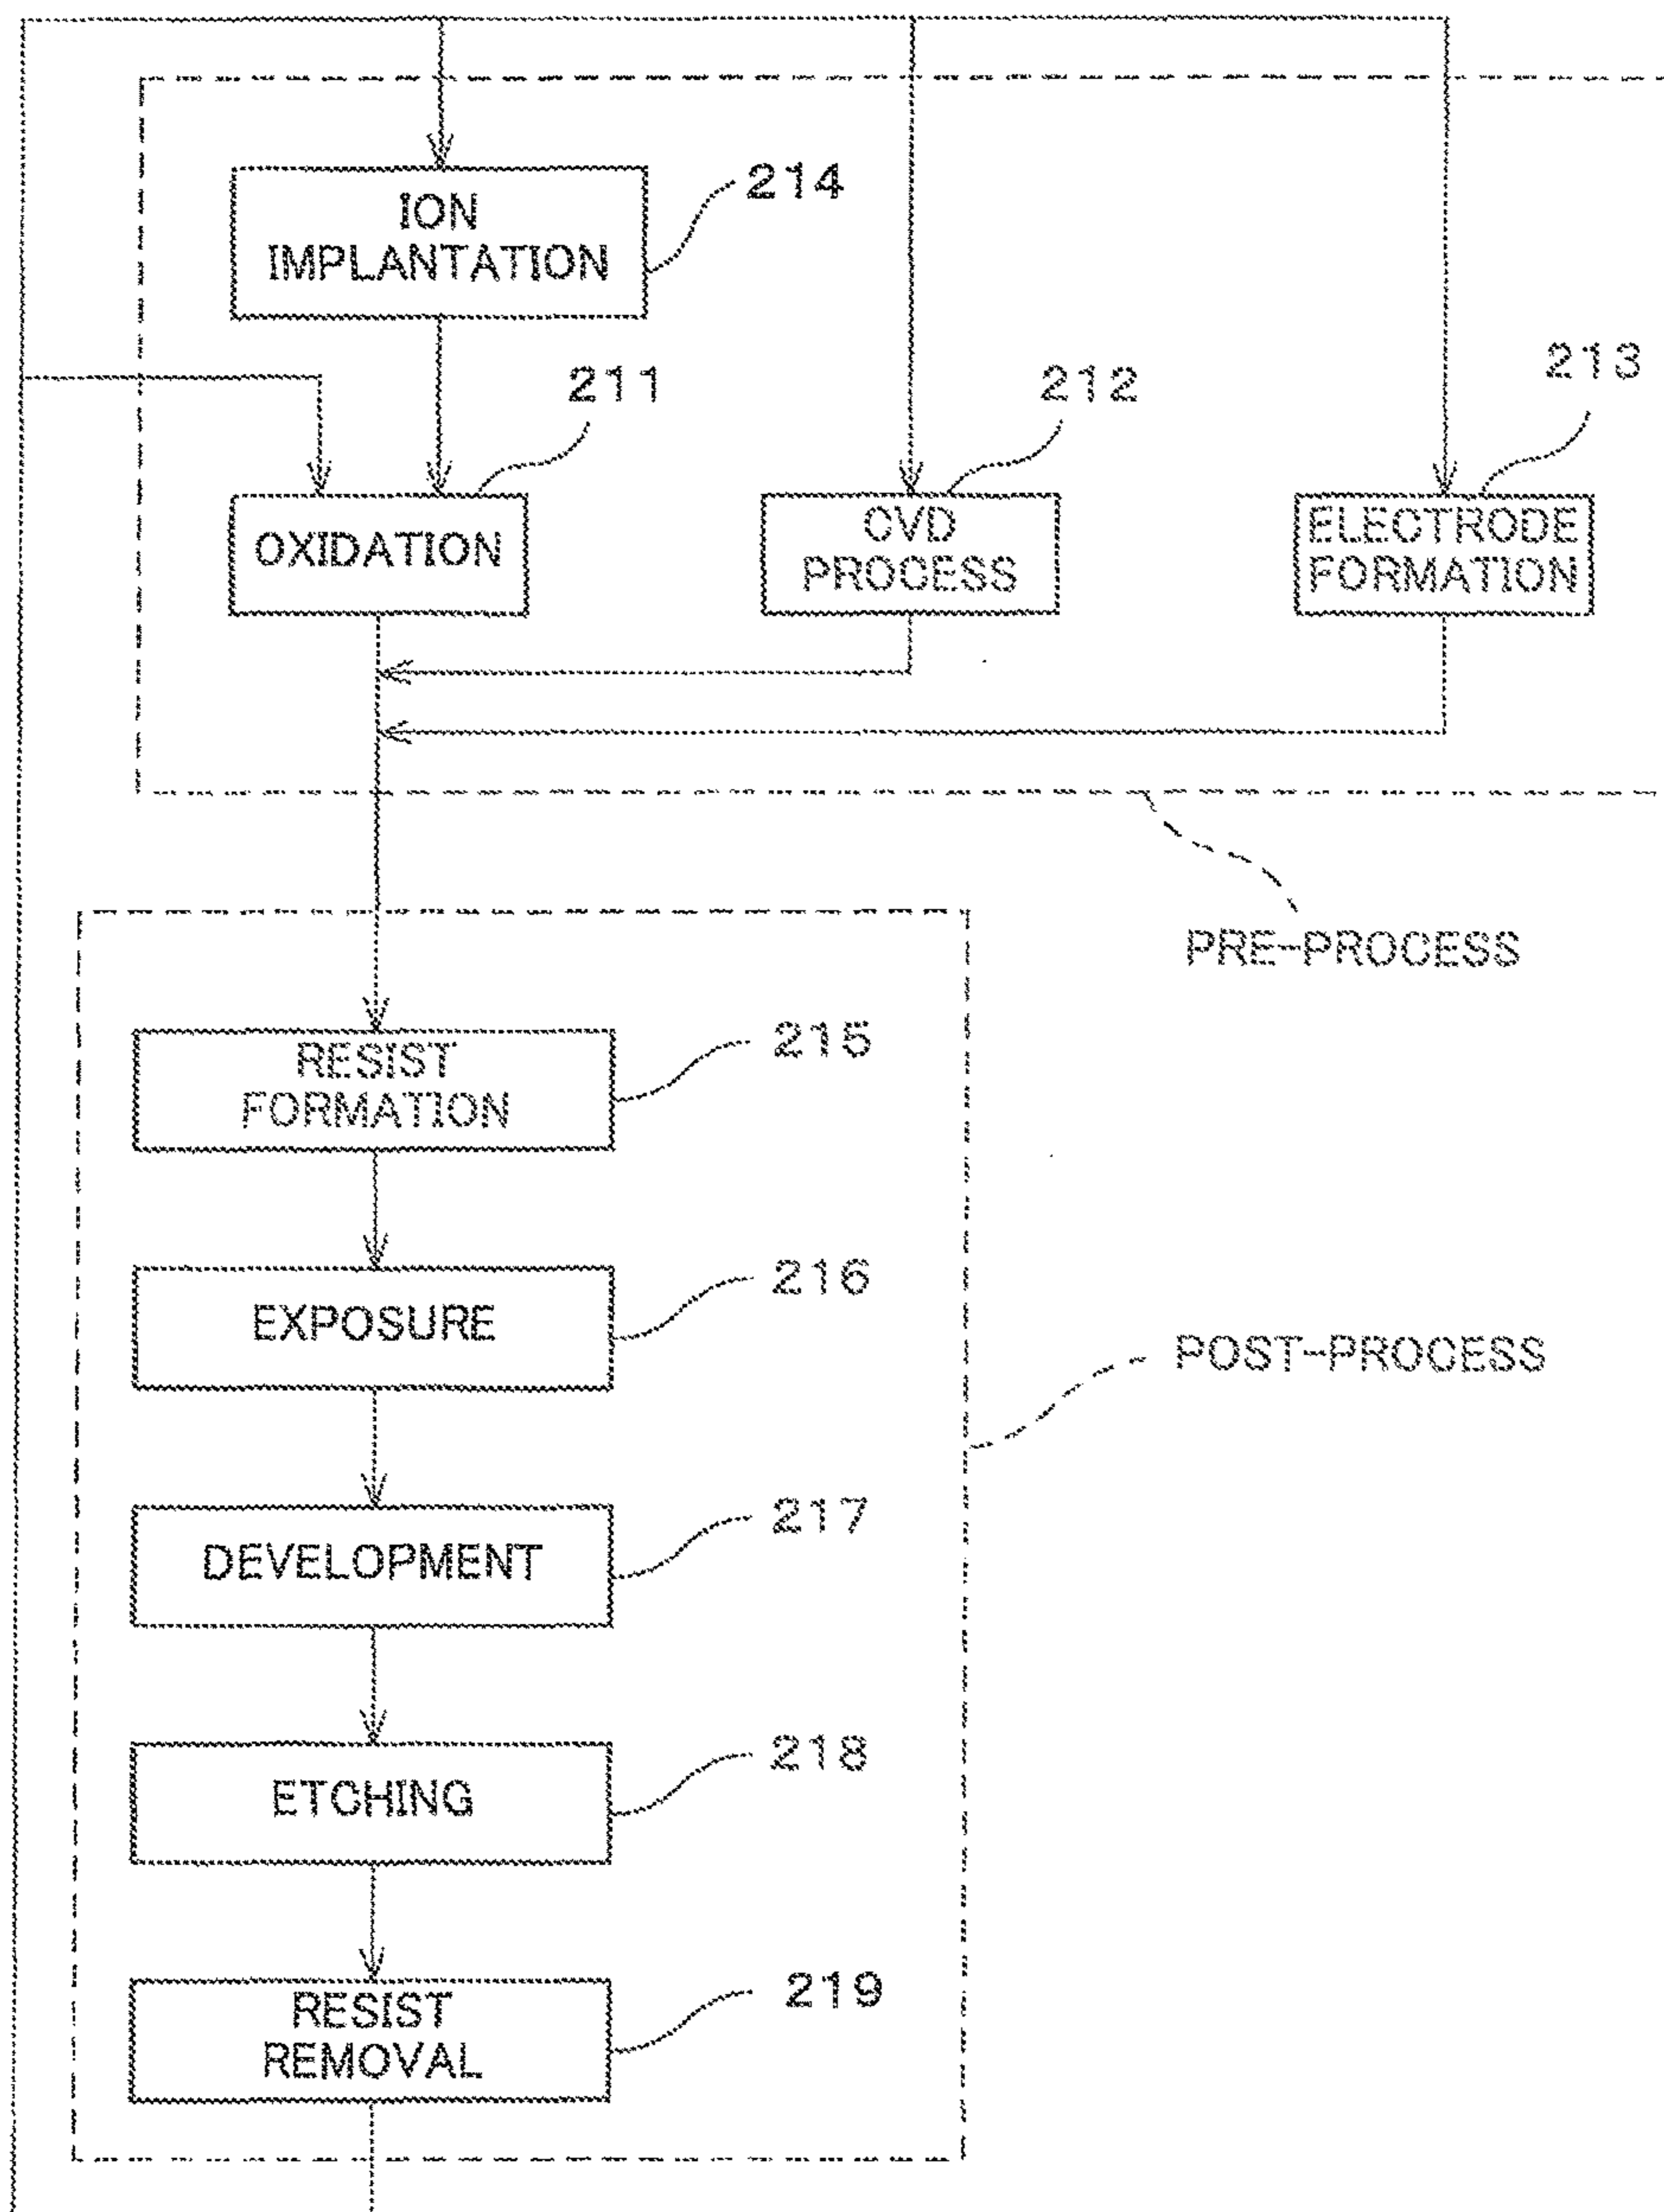 214
ION
IMPLANTATION
211
212
213
OXIDATION
CVD
PROCESS
ELECTRODE
FORMATION
PRE-PROCESS
215
RESIST
FORMATION
216
EXPOSURE
POST-PROCESS
217
DEVELOPMENT
218
ETCHING
219
RESIST
REMOVAL